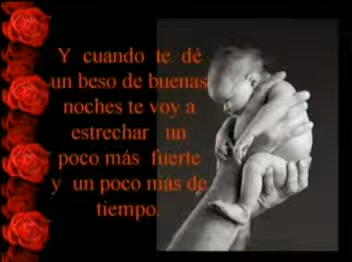 Y cuando te dé
un beso de buenas
noches te voy a
estrechar un
poco más fuerte
y un poco más de
tiempo.